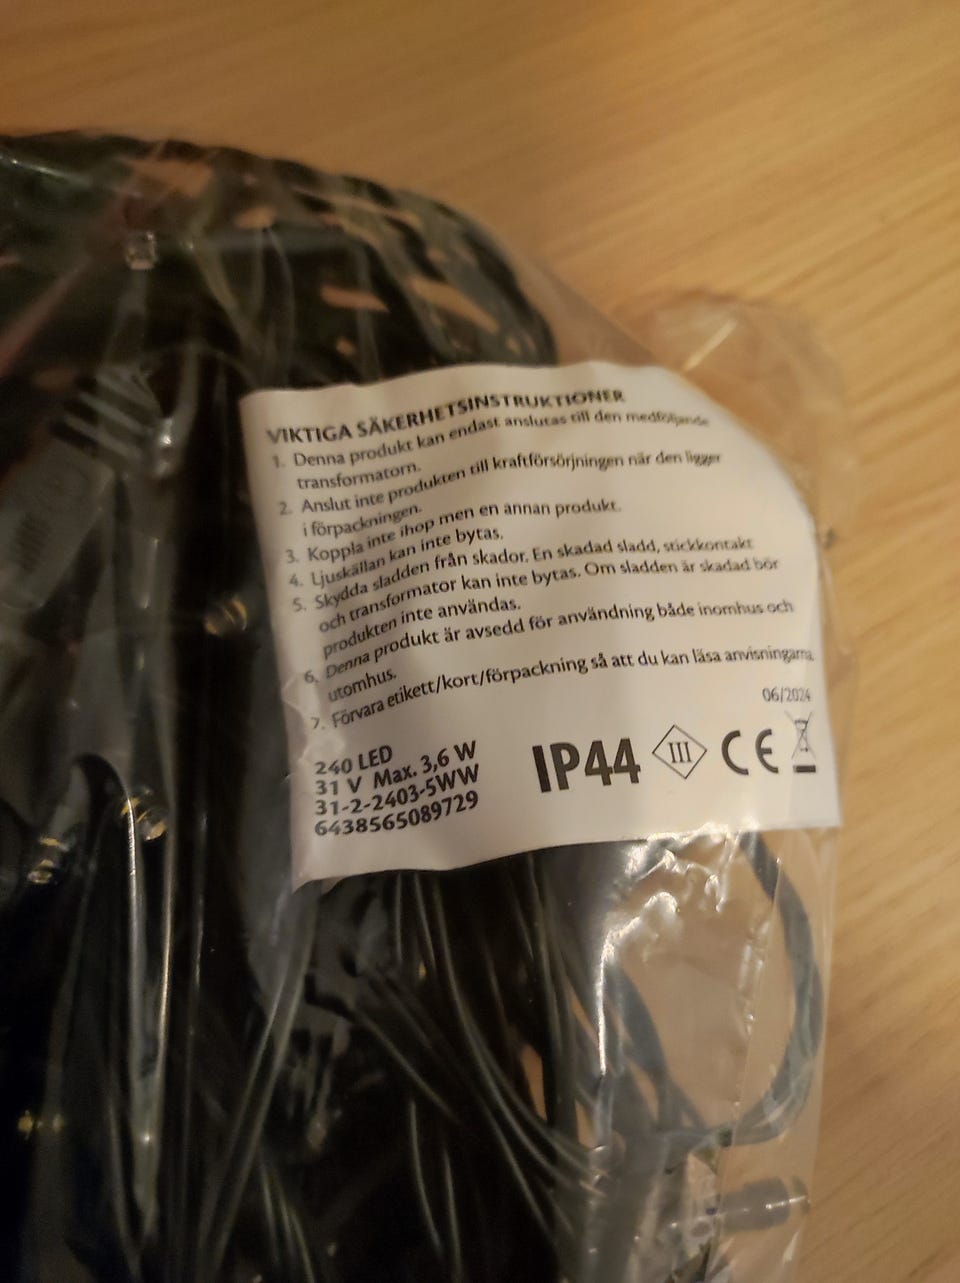 VIKTIGA SÄKERHETSINSTRUKTIONER
1. Denna produkt kan endast anslutas till den medföljande
transformatorn.
2. Anslut inte produkten till kraftförsörjningen när den ligger
i förpackningen.
3. Koppla inte ihop men en annan produkt.
4. Ljuskällan kan inte bytas.
5. Skydda sladden från skador. En skadad sladd, stickkontakt
och transformator kan inte bytas. Om sladden är skadad bör
produkten inte användas.
6. Denna produkt är avsedd för användning både inomhus och
utomhus.
7. Förvara etikett/kort/förpackning så att du kan läsa anvisningarna
06/2024
240 LED
31 V Max. 3,6 W
31-2-2403-5WW
6438565089729
IP44 III CE